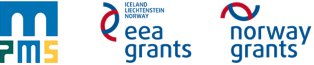 PMS
ICELAND
LIECHTENSTEIN
NORWAY
eea
grants
norway
grants